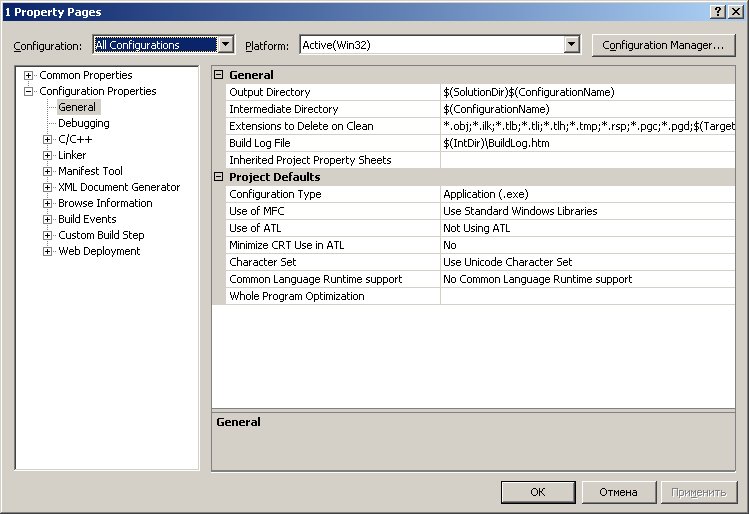 1 Property Pages
Configuration: All Configurations Platform: Active(Win32) Configuration Manager...
Common Properties
Configuration Properties
General
Debugging
C/C++
Linker
Manifest Tool
XML Document Generator
Browse Information
Build Events
Custom Build Step
Web Deployment
General
Output Directory $(SolutionDir)$(ConfigurationName)
Intermediate Directory $(ConfigurationName)
Extensions to Delete on Clean *.obj;*.ilk;*.tlb;*.tli;*.tlh;*.tmp;*.rsp;*.pgc;*.pgd;$(Target
Build Log File $(IntDir)\BuildLog.htm
Inherited Project Property Sheets
Project Defaults
Configuration Type Application (.exe)
Use of MFC Use Standard Windows Libraries
Use of ATL Not Using ATL
Minimize CRT Use in ATL No
Character Set Use Unicode Character Set
Common Language Runtime support No Common Language Runtime support
Whole Program Optimization
General
OK Отмена Применить